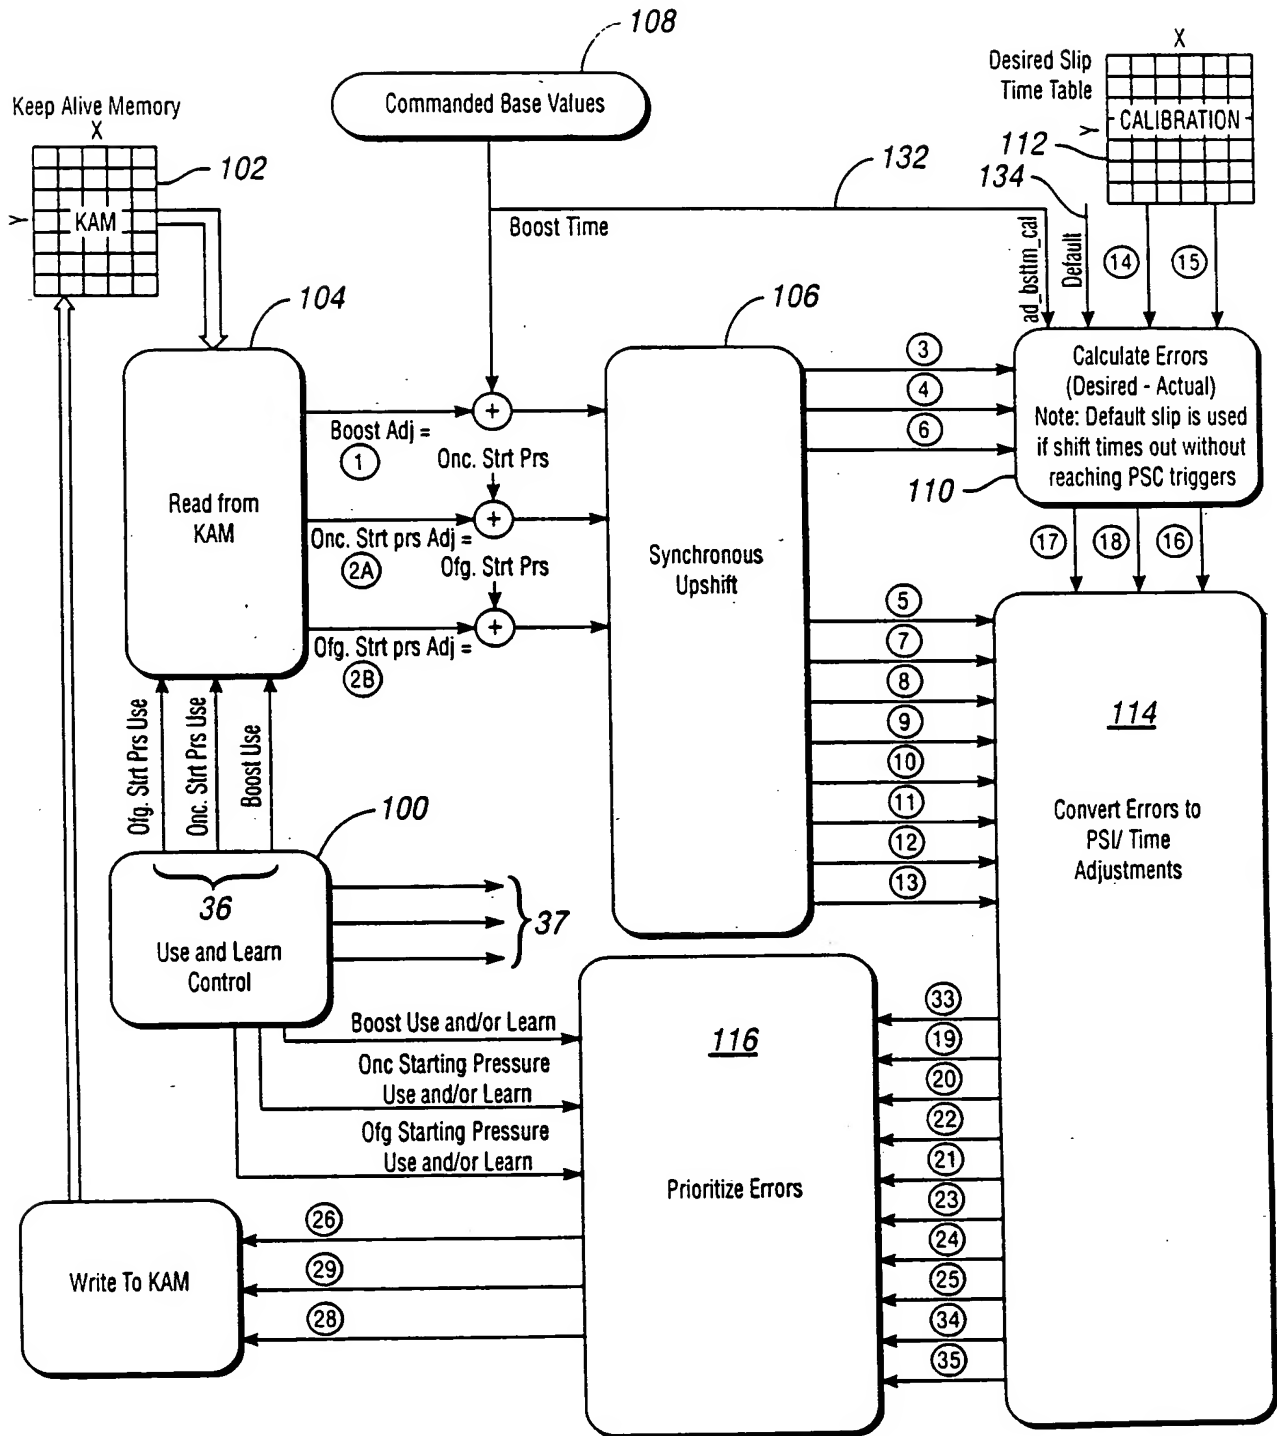 108
Commanded Base Values
Keep Alive Memory
X
Y
KAM
102
Desired Slip
Time Table
X
Y
CALIBRATION
112
134
132
Boost Time
ad_bsttm_cal
Default
14
15
104
Read from
KAM
Boost Adj =
1
+
Onc. Strt Prs
Onc. Strt prs Adj =
2A
+
Ofg. Strt Prs
Ofg. Strt prs Adj =
2B
+
106
Synchronous
Upshift
3
4
6
Calculate Errors
(Desired - Actual)
Note: Default slip is used
if shift times out without
reaching PSC triggers
110
17
18
16
5
7
8
9
10
11
12
13
114
Convert Errors to
PSI/ Time
Adjustments
Ofg. Strt Prs Use
Onc. Strt Prs Use
Boost Use
100
36
Use and Learn
Control
37
Boost Use and/or Learn
Onc Starting Pressure
Use and/or Learn
Ofg Starting Pressure
Use and/or Learn
116
Prioritize Errors
33
19
20
22
21
23
24
25
34
35
26
29
28
Write To KAM